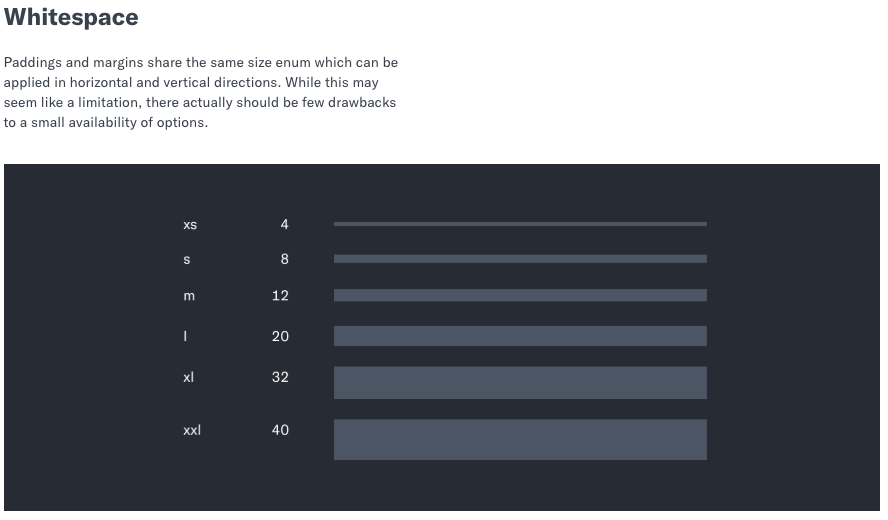 Whitespace
Paddings and margins share the same size enum which can be
applied in horizontal and vertical directions. While this may
seem like a limitation, there actually should be few drawbacks
to a small availability of options.
xs 4
s 8
m 12
l 20
xl 32
xxl 40